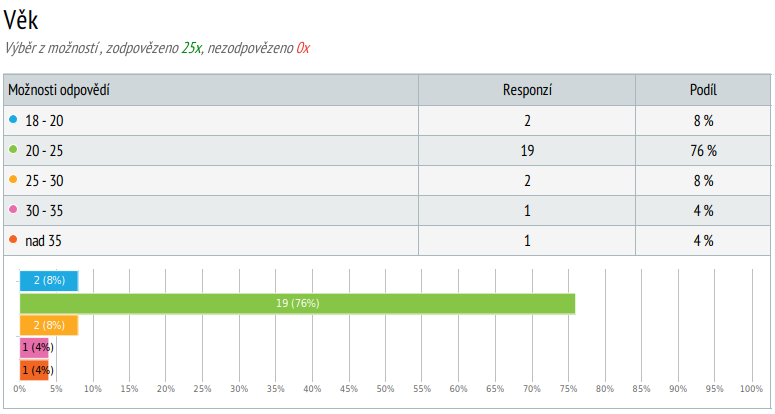 Věk
Výběr z možností , zodpovězeno 25x, nezodpovězeno 0x
Možnosti odpovědí Responzí Podíl
18 - 20 2 8 %
20 - 25 19 76 %
25 - 30 2 8 %
30 - 35 1 4 %
nad 35 1 4 %
2 (8%)
19 (76%)
2 (8%)
1 (4%)
1 (4%)
0% 5% 10% 15% 20% 25% 30% 35% 40% 45% 50% 55% 60% 65% 70% 75% 80% 85% 90% 95% 100%